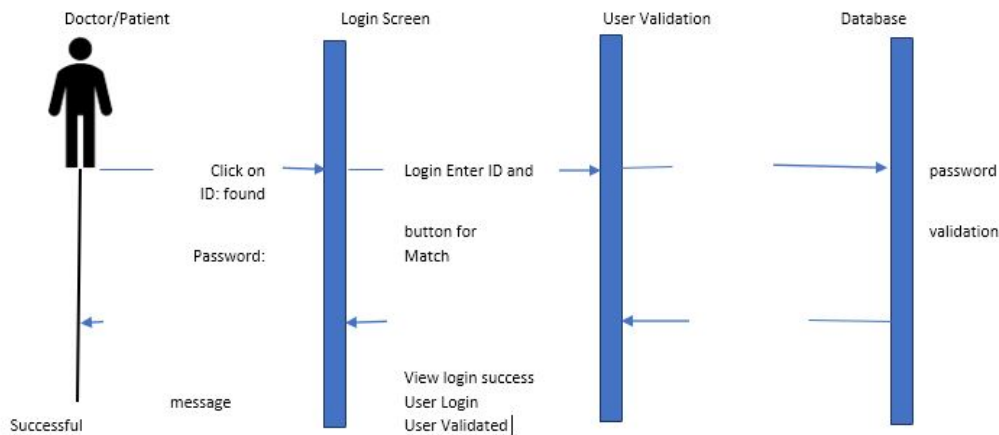 Doctor/Patient Login Screen User Validation Database
Click on Login Enter ID and password
ID: found
button for validation
Password: Match
View login success
message User Login
Successful User Validated